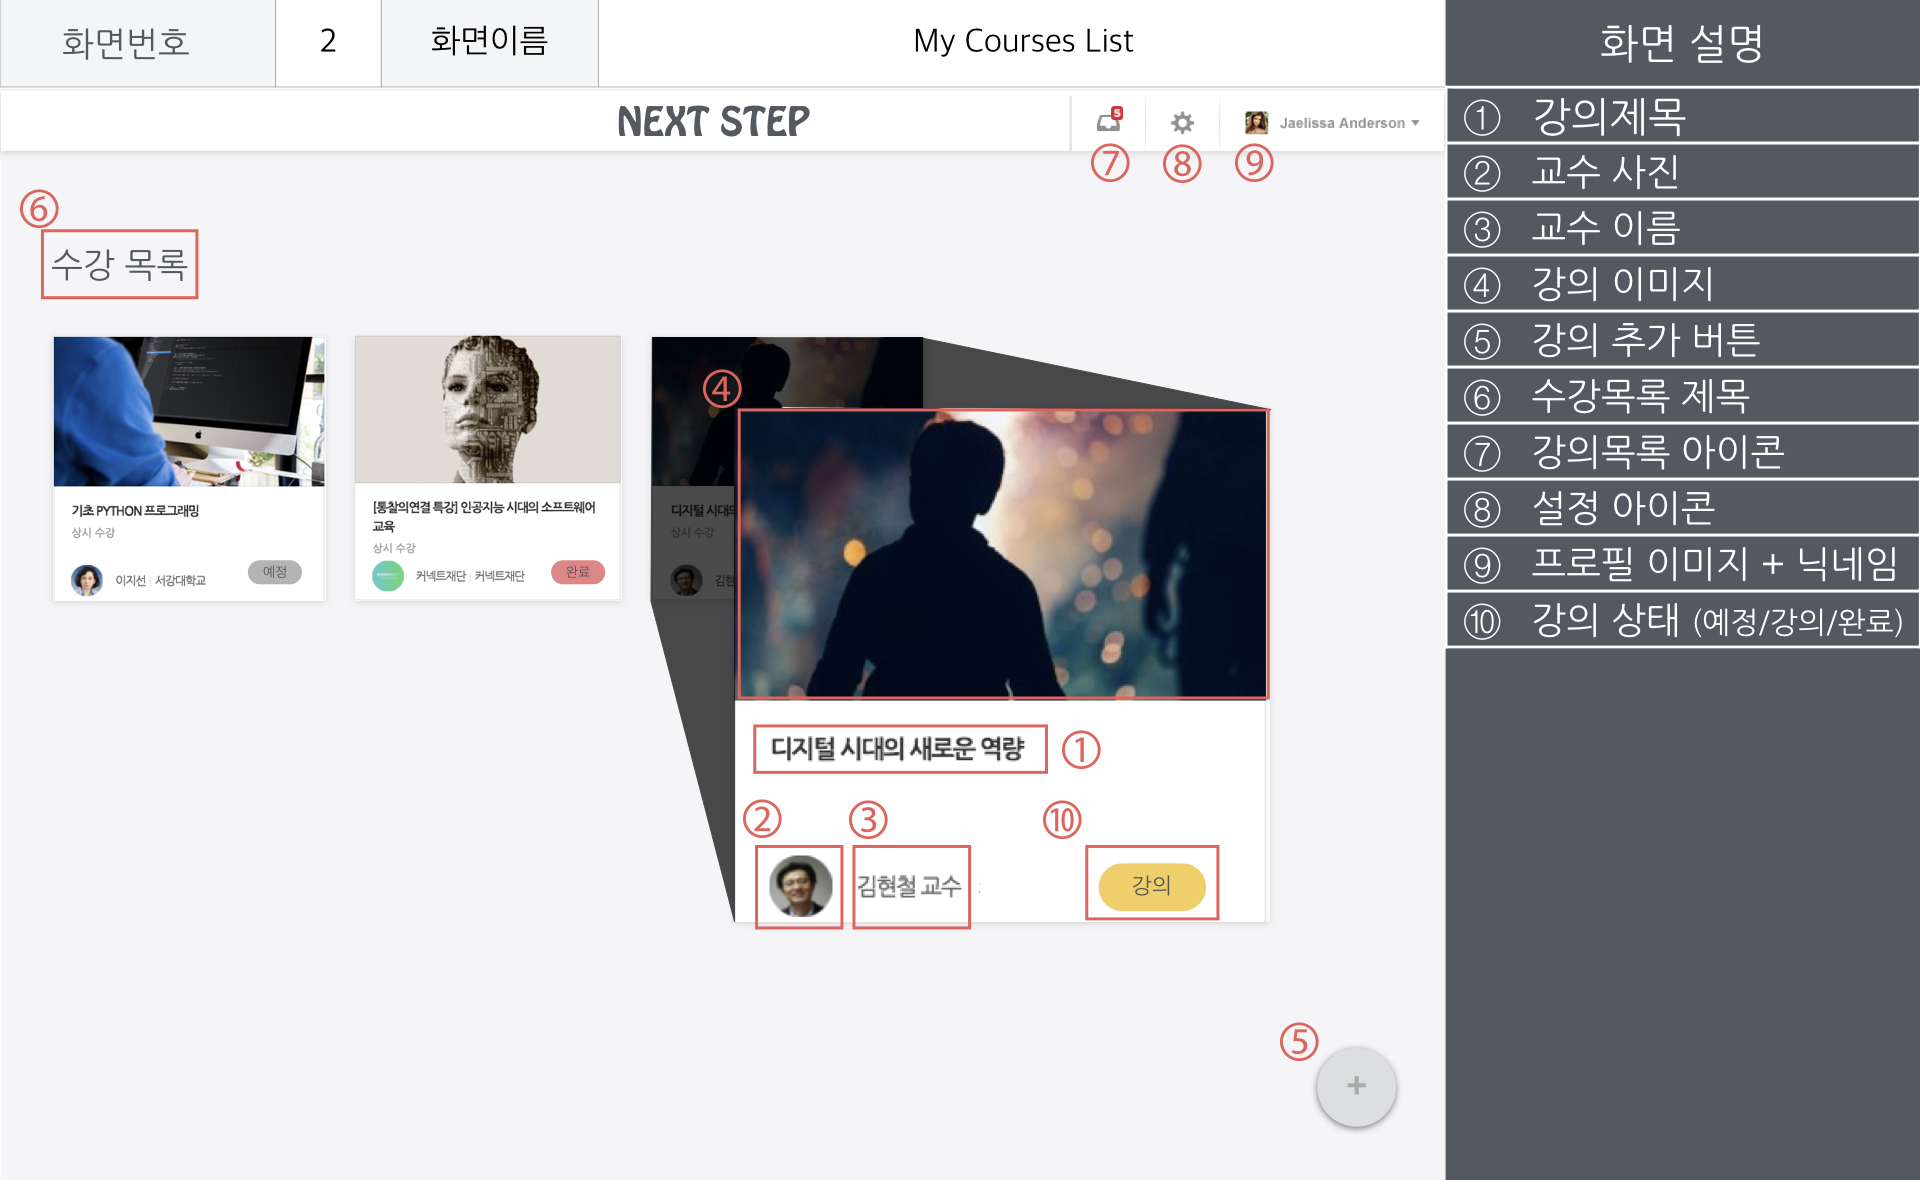 화면번호
2
화면이름
My Courses List
화면 설명
NEXT STEP
5
Jaelissa Anderson
⑦
⑧
⑨
⑥
수강 목록
기초 PYTHON 프로그래밍
상시 수강
이지선 | 서강대학교
예정
[통찰의연결 특강] 인공지능 시대의 소프트웨어
교육
상시 수강
커넥트재단 | 커넥트재단
완료
디지털 시대의
상시 수강
④
디지털 시대의 새로운 역량
①
②
③
⑩
김현철 교수
강의
⑤
+
① 강의제목
② 교수 사진
③ 교수 이름
④ 강의 이미지
⑤ 강의 추가 버튼
⑥ 수강목록 제목
⑦ 강의목록 아이콘
⑧ 설정 아이콘
⑨ 프로필 이미지 + 닉네임
⑩ 강의 상태 (예정/강의/완료)